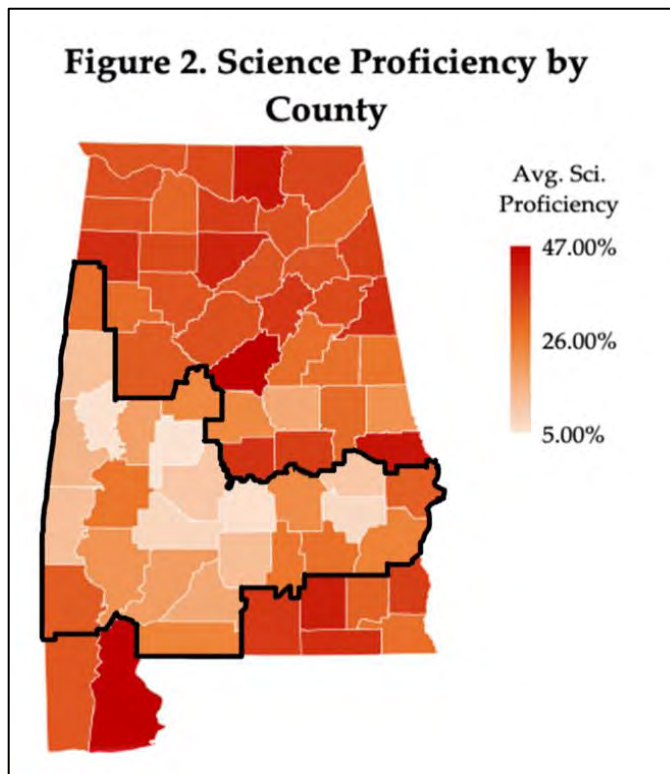 Figure 2. Science Proficiency by
County
Avg. Sci.
Proficiency
47.00%
26.00%
5.00%